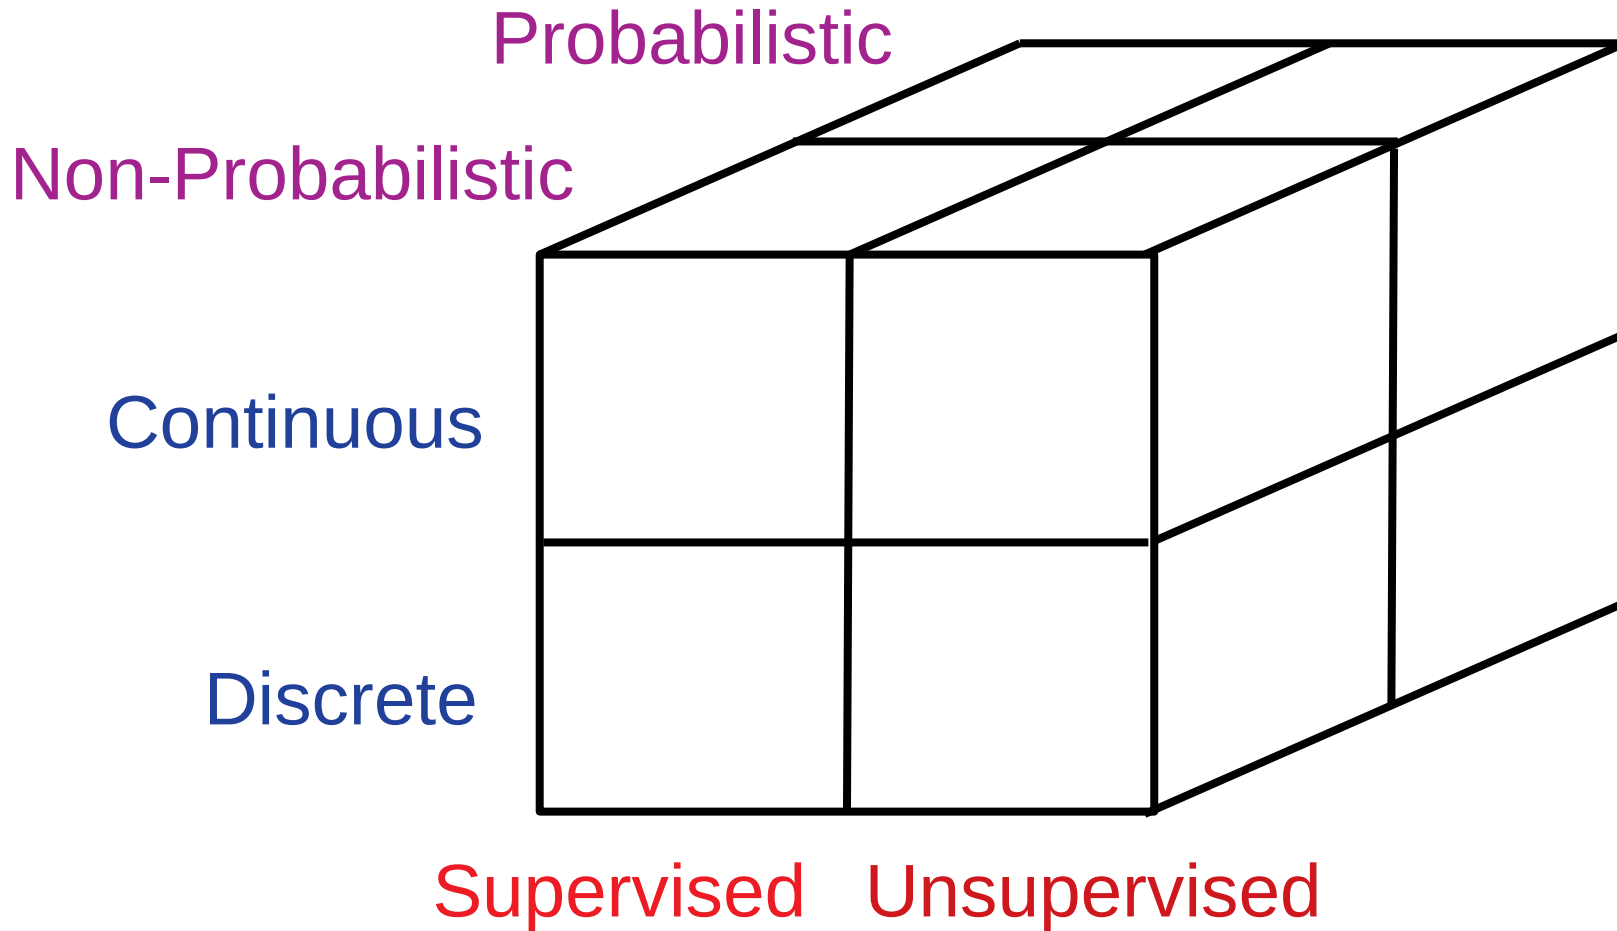 Probabilistic
Non-Probabilistic
Continuous
Discrete
Supervised Unsupervised